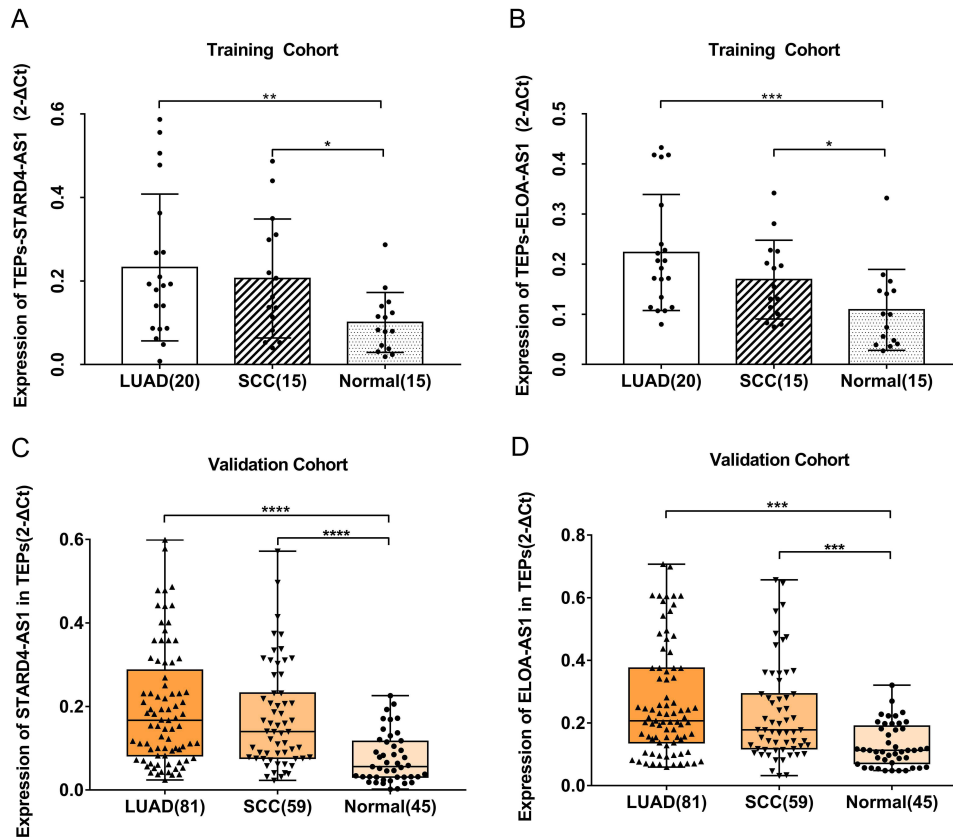 A
Training Cohort
Expression of TEPs-STARD4-AS1 (2-ΔCt)
0.6
0.4
0.2
0.0
**
*
LUAD(20) SCC(15) Normal(15)
B
Training Cohort
Expression of TEPs-ELOA-AS1 (2-ΔCt)
0.5
0.4
0.3
0.2
0.1
0.0
***
*
LUAD(20) SCC(15) Normal(15)
C
Validation Cohort
Expression of STARD4-AS1 in TEPs(2-ΔCt)
0.6
0.4
0.2
0.0
****
****
LUAD(81) SCC(59) Normal(45)
D
Validation Cohort
Expression of ELOA-AS1 in TEPs(2-ΔCt)
0.8
0.6
0.4
0.2
0.0
***
***
LUAD(81) SCC(59) Normal(45)